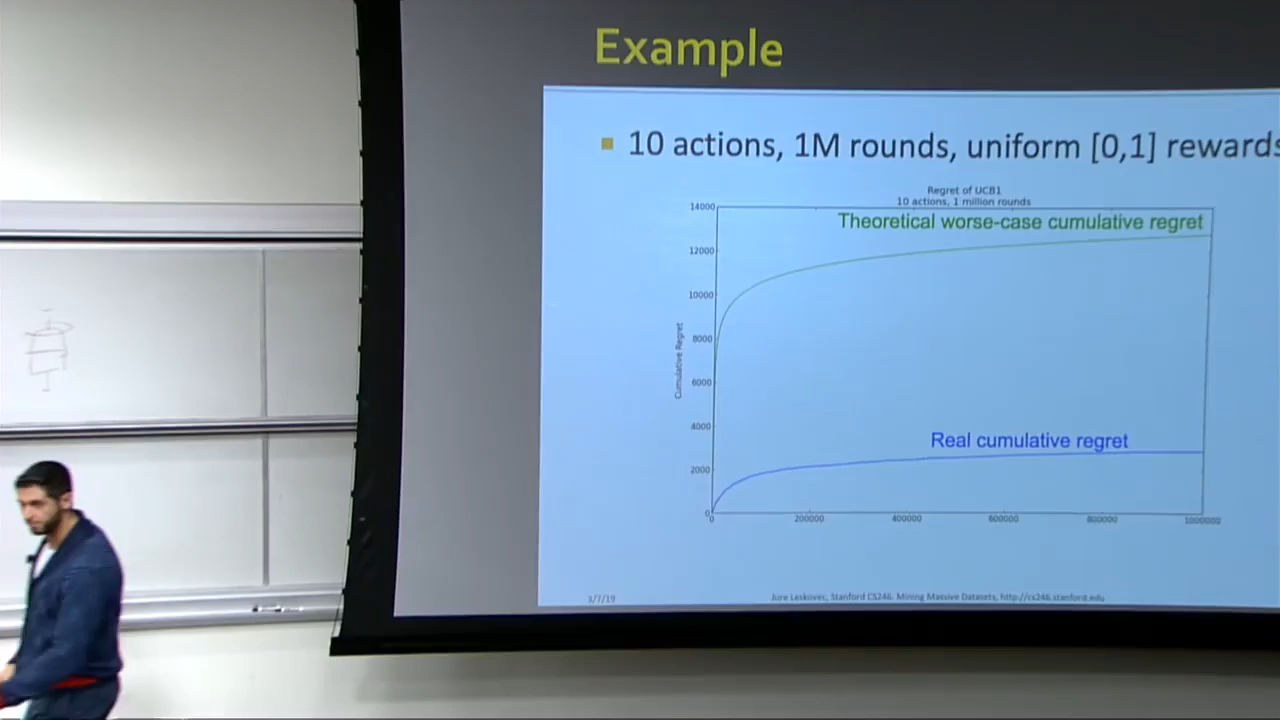 Example
10 actions, 1M rounds, uniform [0,1] rewards
Regret of UCB1
10 actions, 1 million rounds
Theoretical worse-case cumulative regret
Real cumulative regret
Cumulative Regret
14000
12000
10000
8000
6000
4000
2000
0
0 200000 400000 600000 800000 1000000
3/7/19
Jure Leskovec, Stanford CS246: Mining Massive Datasets, http://cs246.stanford.edu